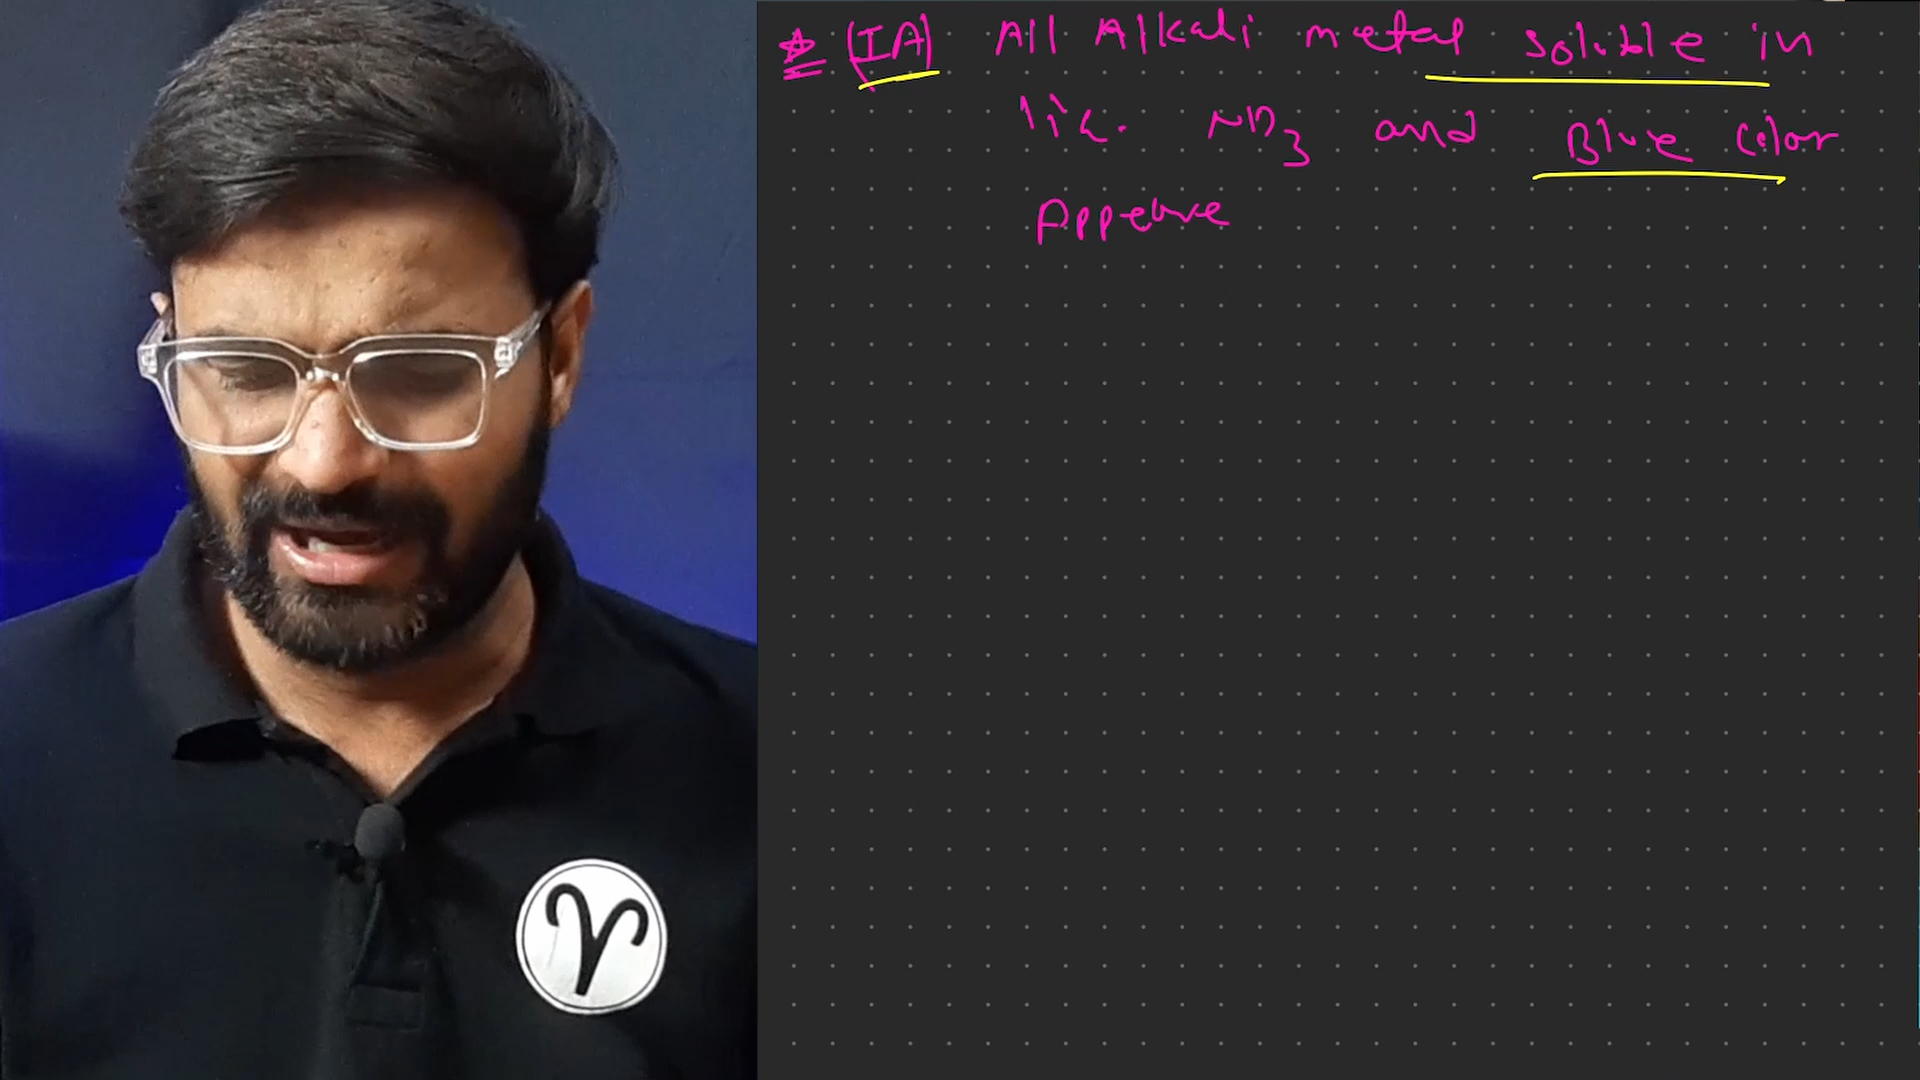 * (IA) All Alkali metal soluble in
liq. NH3 and Blue Color
Appeare